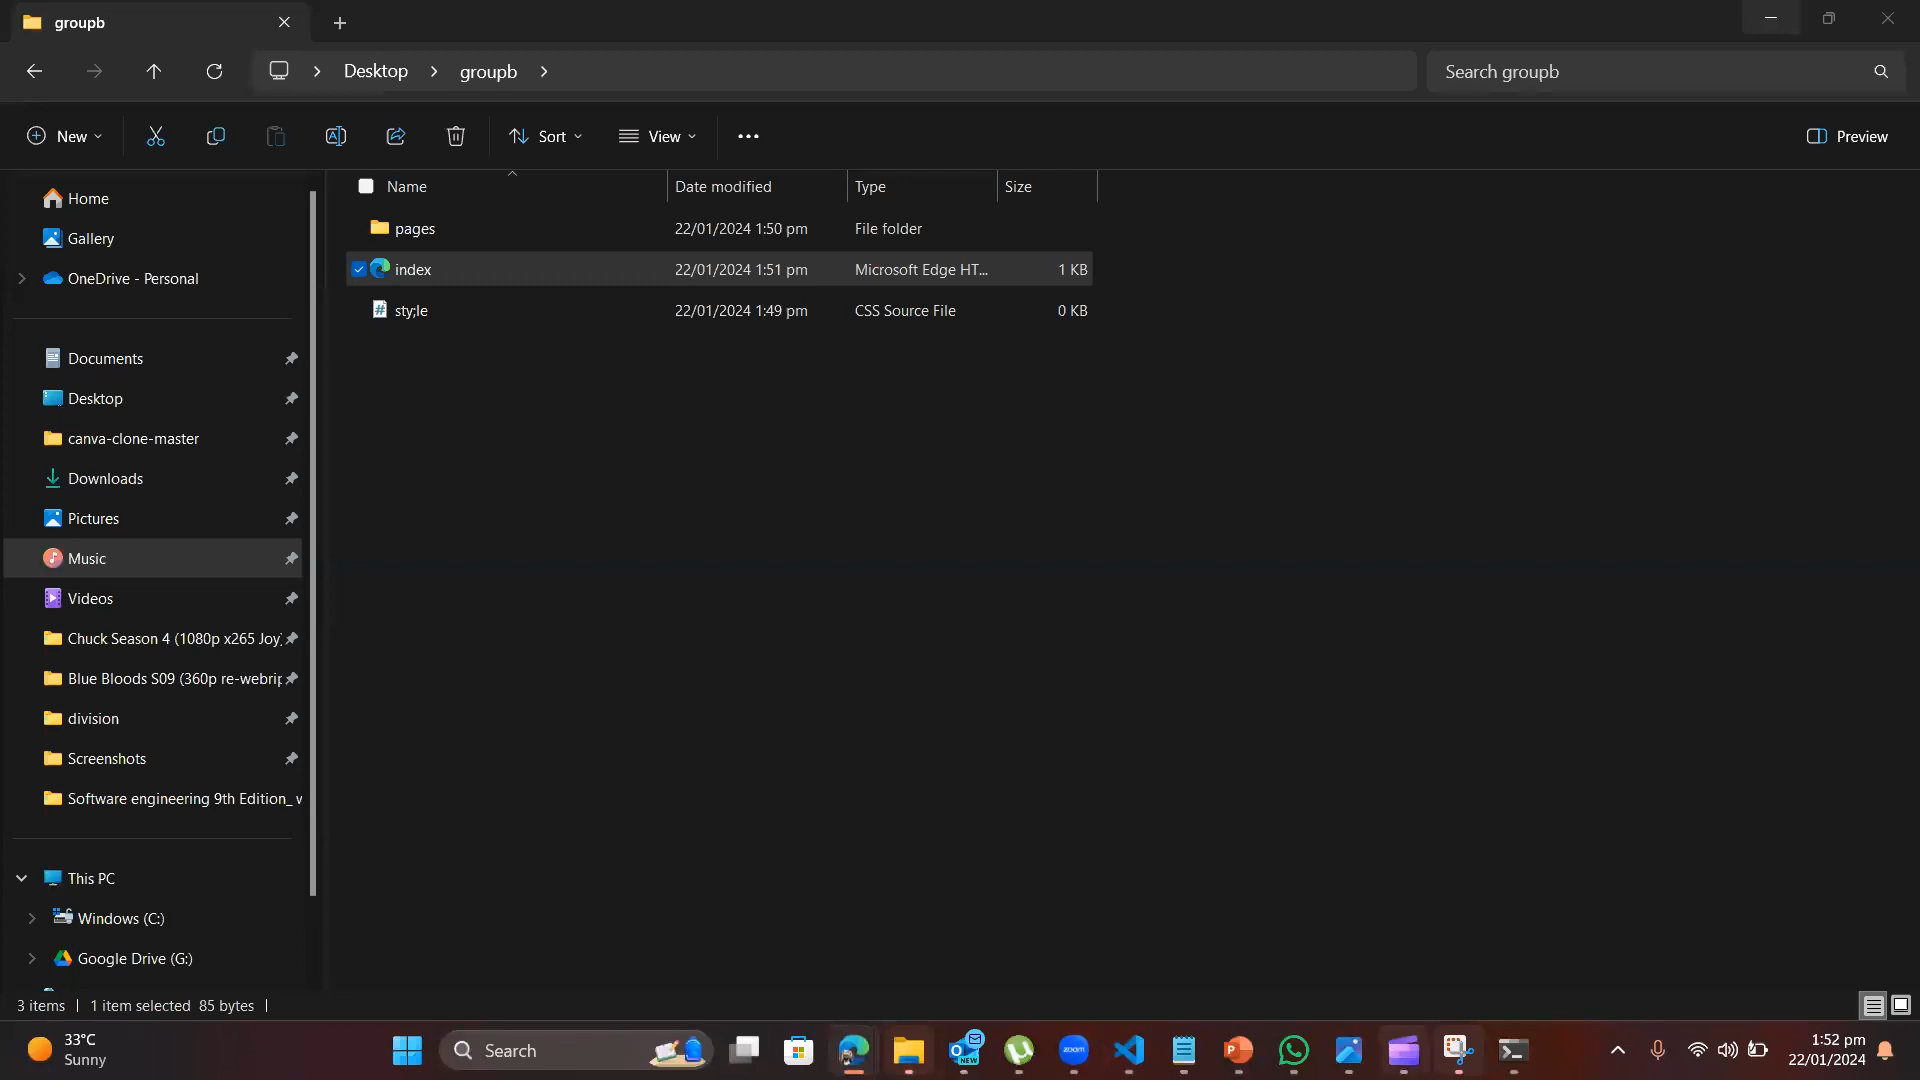 groupb
Desktop groupb
Search groupb
New
Sort
View
Preview
Name Date modified Type Size
pages 22/01/2024 1:50 pm File folder
index 22/01/2024 1:51 pm Microsoft Edge HT... 1 KB
sty;le 22/01/2024 1:49 pm CSS Source File 0 KB
Home
Gallery
OneDrive - Personal
Documents
Desktop
canva-clone-master
Downloads
Pictures
Music
Videos
Chuck Season 4 (1080p x265 Joy)
Blue Bloods S09 (360p re-webrip
division
Screenshots
Software engineering 9th Edition_ w
This PC
Windows (C:)
Google Drive (G:)
3 items 1 item selected 85 bytes
33°C
Sunny
Search
NEW
zoom
1:52 pm
22/01/2024